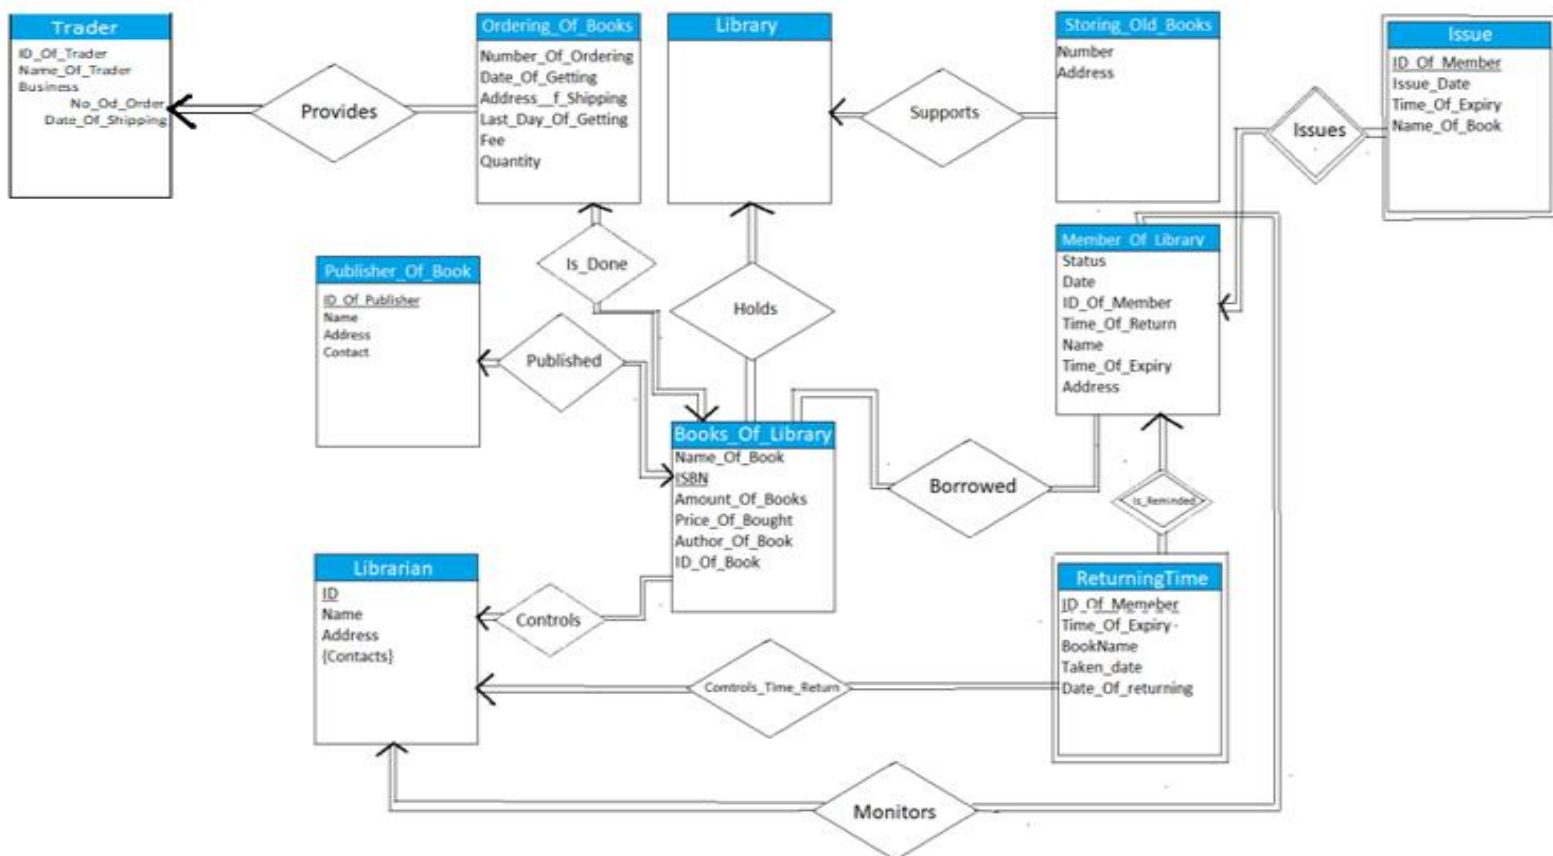 Trader
ID_Of_Trader
Name_Of_Trader
Business
No_Od_Order
Date_Of_Shipping
Provides
Ordering_Of_Books
Number_Of_Ordering
Date_Of_Getting
Address__f_Shipping
Last_Day_Of_Getting
Fee
Quantity
Library
Supports
Storing_Old_Books
Number
Address
Issues
Issue
ID_Of_Member
Issue_Date
Time_Of_Expiry
Name_Of_Book
Is_Done
Holds
Publisher_Of_Book
ID_Of_Publisher
Name
Address
Contact
Published
Member_Of_Library
Status
Date
ID_Of_Member
Time_Of_Return
Name
Time_Of_Expiry
Address
Books_Of_Library
Name_Of_Book
ISBN
Amount_Of_Books
Price_Of_Bought
Author_Of_Book
ID_Of_Book
Borrowed
Is_Reminded
Librarian
ID
Name
Address
{Contacts}
Controls
Comtrols_Time_Return
ReturningTime
ID_Of_Memeber
Time_Of_Expiry
BookName
Taken_date
Date_Of_returning
Monitors